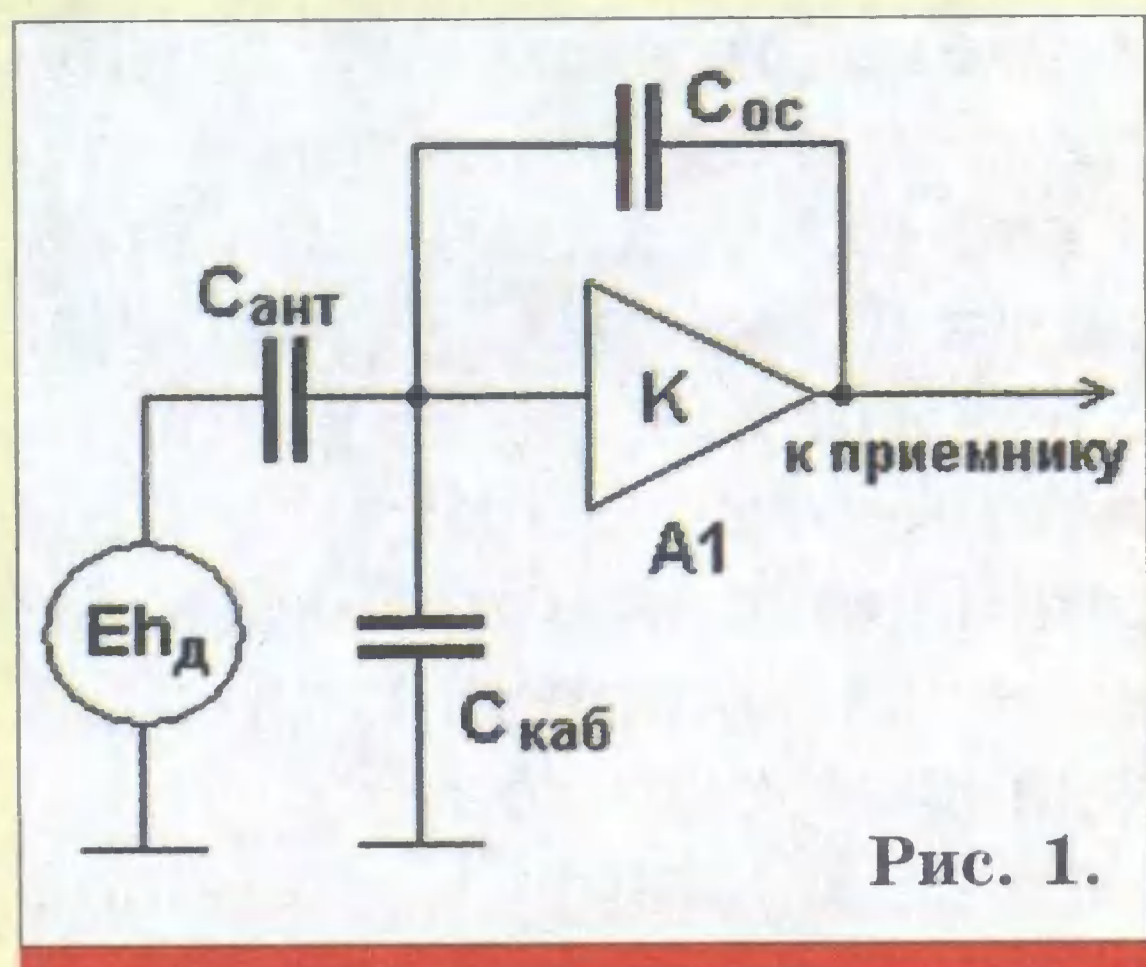 Cос
Cант
K
к приемнику
A1
Ehд
C каб
Рис. 1.